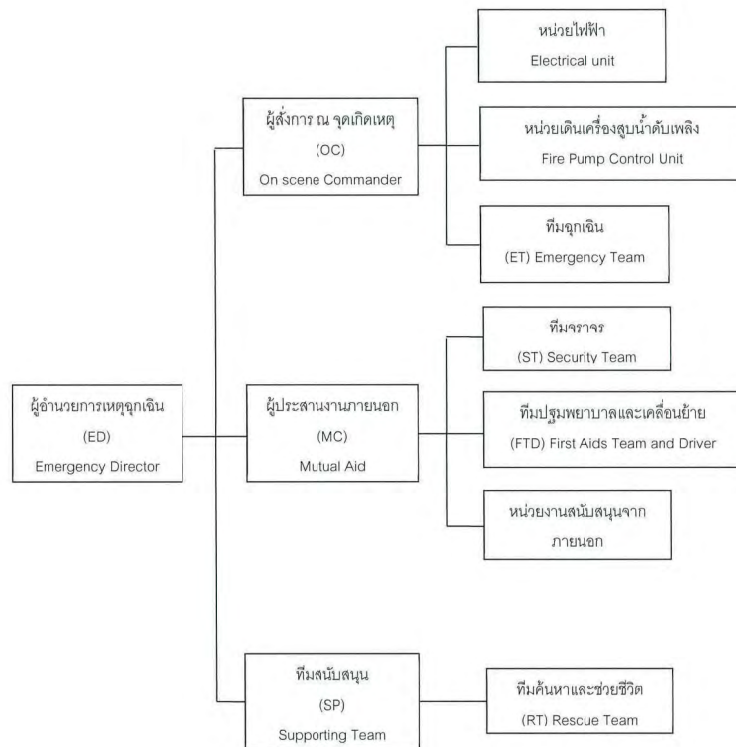 หน่วยไฟฟ้า
Electrical unit
ผู้สั่งการ ณ จุดเกิดเหตุ
(OC)
On scene Commander
หน่วยเดินเครื่องสูบน้ำดับเพลิง
Fire Pump Control Unit
ทีมฉุกเฉิน
(ET) Emergency Team
ทีมจราจร
(ST) Security Team
ผู้อำนวยการเหตุฉุกเฉิน
(ED)
Emergency Director
ผู้ประสานงานภายนอก
(MC)
Mutual Aid
ทีมปฐมพยาบาลและเคลื่อนย้าย
(FTD) First Aids Team and Driver
หน่วยงานสนับสนุนจาก
ภายนอก
ทีมสนับสนุน
(SP)
Supporting Team
ทีมค้นหาและช่วยชีวิต
(RT) Rescue Team